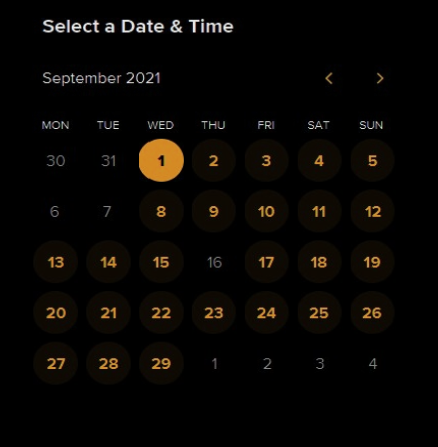 Select a Date & Time
September 2021 < >
MON TUE WED THU FRI SAT SUN
30 31 1 2 3 4 5
6 7 8 9 10 11 12
13 14 15 16 17 18 19
20 21 22 23 24 25 26
27 28 29 1 2 3 4